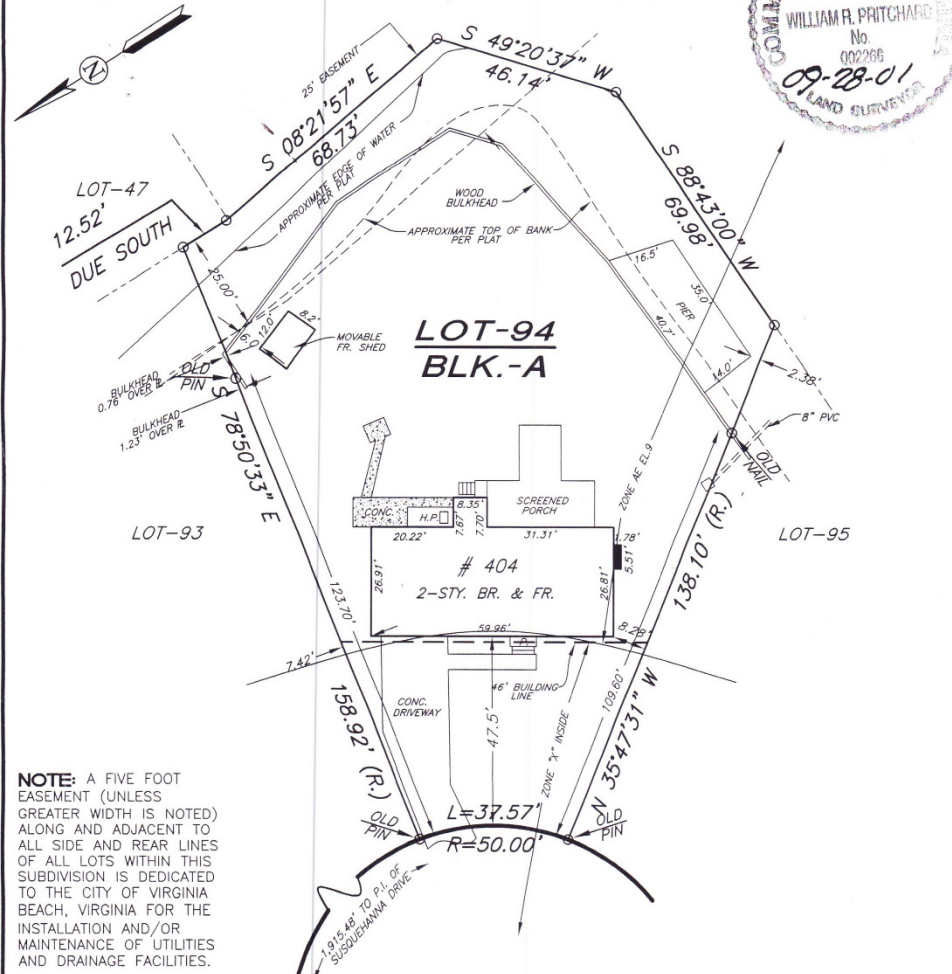 WILLIAM R. PRITCHARD
No.
002266
09-28-01
LAND SURVEYOR
N
S 49°20'37" W
46.14'
25' EASEMENT
S 08°21'57" E
68.73'
APPROXIMATE EDGE OF WATER
PER PLAT
LOT-47
12.52'
DUE SOUTH
WOOD
BULKHEAD
APPROXIMATE TOP OF BANK
PER PLAT
S 88°43'00" W
69.98'
16.5'
35.0'
PIER
40.7'
14.0'
2.38'
25.00'
6.0'
12.0'
8.2'
MOVABLE
FR. SHED
LOT-94
BLK.-A
BULKHEAD
0.76' OVER ℙ
OLD
PIN
BULKHEAD
1.23' OVER ℙ
S 78°50'33" E
8" PVC
OLD
NAIL
ZONE AE EL.9
LOT-93
LOT-95
CONC.
H.P.
8.35'
7.67'
7.70'
SCREENED
PORCH
20.22'
31.31'
1.78'
5.51'
26.91'
# 404
2-STY. BR. & FR.
26.81'
59.96'
138.10' (R.)
123.70'
8.28'
7.42'
P.
46' BUILDING
LINE
CONC.
DRIVEWAY
47.5'
ZONE "X" INSIDE
109.60'
158.92' (R.)
N 35°47'31" W
OLD
PIN
L=37.57'
R=50.00'
OLD
PIN
1,915.48' TO P.I. OF
SUSQUEHANNA DRIVE
NOTE: A FIVE FOOT
EASEMENT (UNLESS
GREATER WIDTH IS NOTED)
ALONG AND ADJACENT TO
ALL SIDE AND REAR LINES
OF ALL LOTS WITHIN THIS
SUBDIVISION IS DEDICATED
TO THE CITY OF VIRGINIA
BEACH, VIRGINIA FOR THE
INSTALLATION AND/OR
MAINTENANCE OF UTILITIES
AND DRAINAGE FACILITIES.